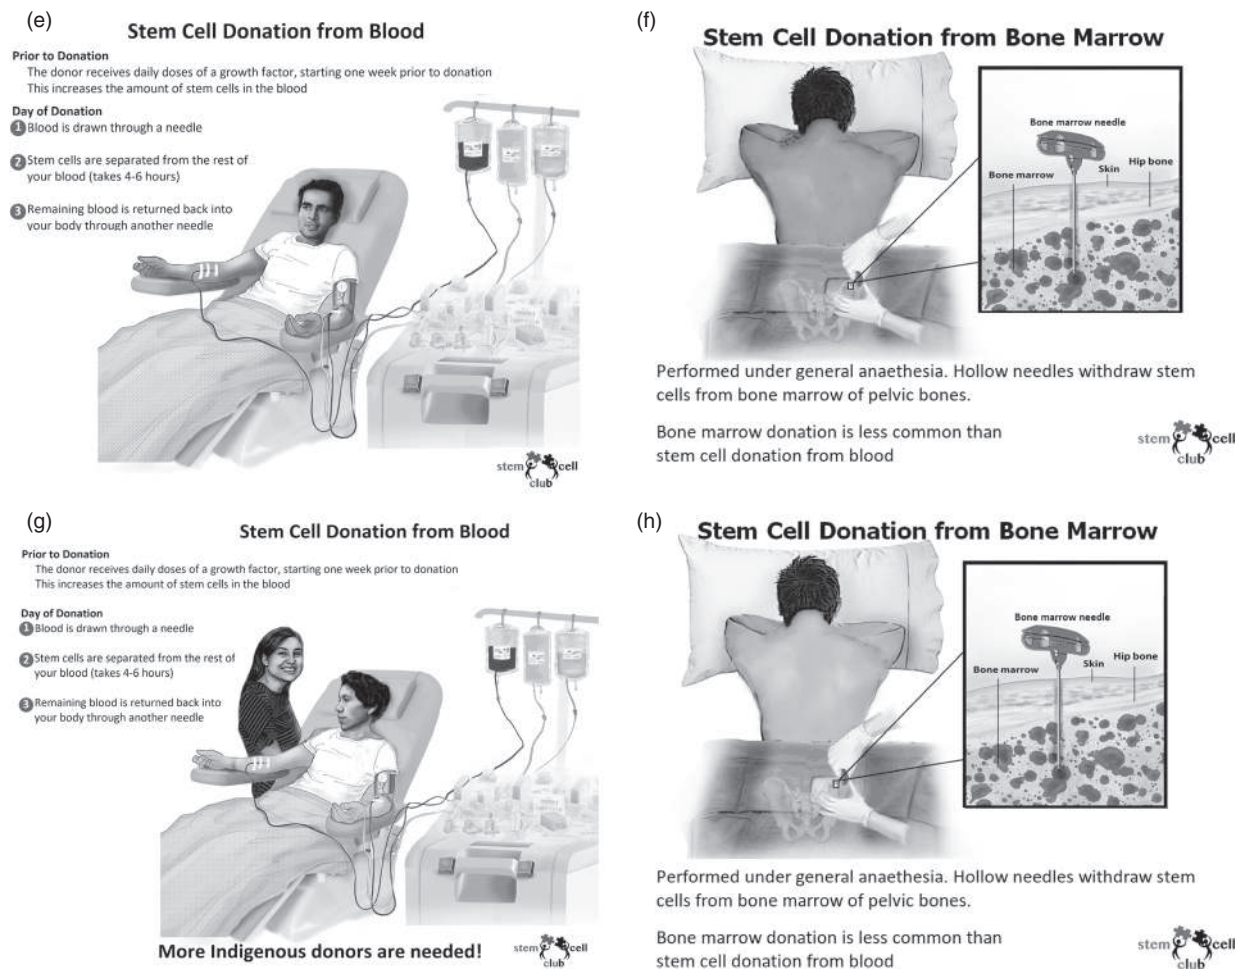 (e)
Stem Cell Donation from Blood
Prior to Donation
The donor receives daily doses of a growth factor, starting one week prior to donation
This increases the amount of stem cells in the blood
Day of Donation
1 Blood is drawn through a needle
2 Stem cells are separated from the rest of
your blood (takes 4-6 hours)
3 Remaining blood is returned back into
your body through another needle
stem cell
club
(f)
Stem Cell Donation from Bone Marrow
Bone marrow needle
Hip bone
Skin
Bone marrow
Performed under general anaethesia. Hollow needles withdraw stem
cells from bone marrow of pelvic bones.
Bone marrow donation is less common than
stem cell donation from blood
stem cell
club
(g)
Stem Cell Donation from Blood
Prior to Donation
The donor receives daily doses of a growth factor, starting one week prior to donation
This increases the amount of stem cells in the blood
Day of Donation
1 Blood is drawn through a needle
2 Stem cells are separated from the rest of
your blood (takes 4-6 hours)
3 Remaining blood is returned back into
your body through another needle
More Indigenous donors are needed!
stem cell
club
(h)
Stem Cell Donation from Bone Marrow
Bone marrow needle
Hip bone
Skin
Bone marrow
Performed under general anaethesia. Hollow needles withdraw stem
cells from bone marrow of pelvic bones.
Bone marrow donation is less common than
stem cell donation from blood
stem cell
club